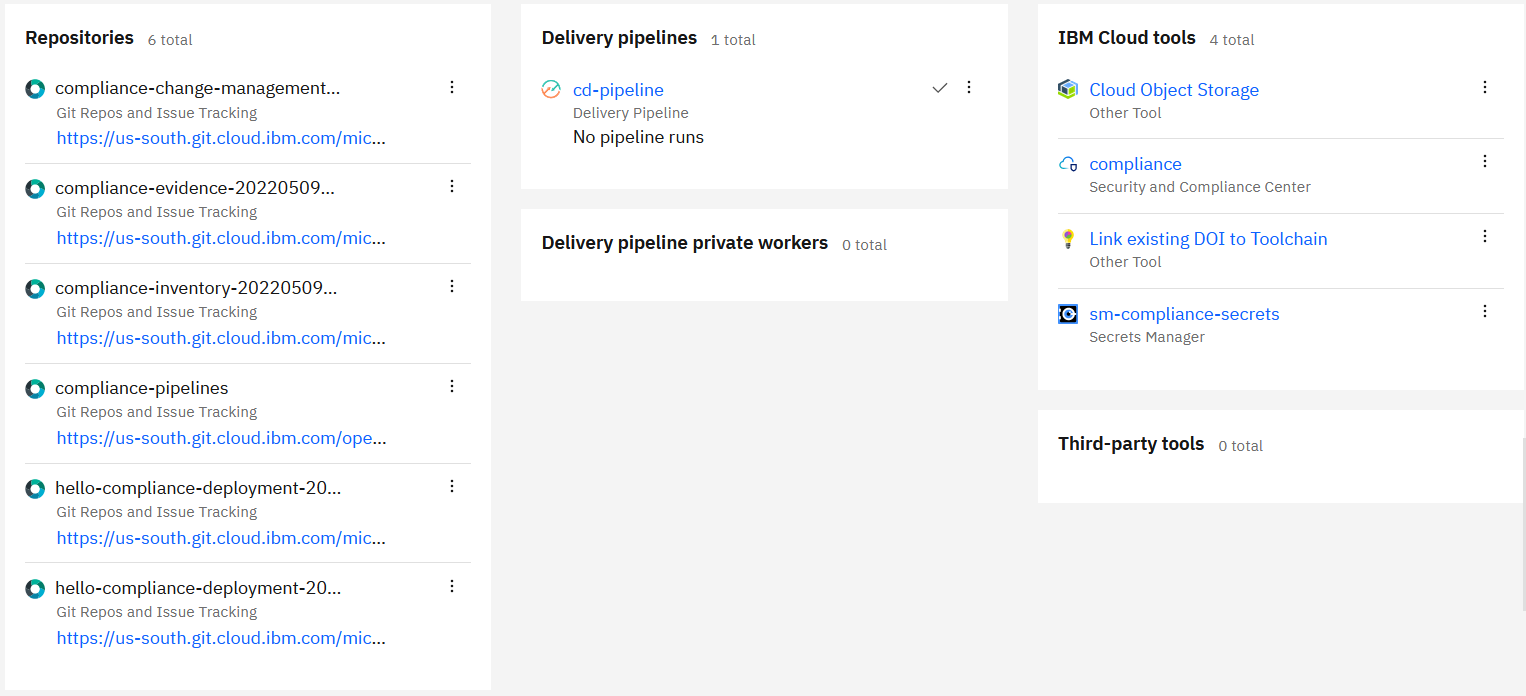 Repositories 6 total
compliance-change-management...
Git Repos and Issue Tracking
https://us-south.git.cloud.ibm.com/mic...
compliance-evidence-20220509...
Git Repos and Issue Tracking
https://us-south.git.cloud.ibm.com/mic...
compliance-inventory-20220509...
Git Repos and Issue Tracking
https://us-south.git.cloud.ibm.com/mic...
compliance-pipelines
Git Repos and Issue Tracking
https://us-south.git.cloud.ibm.com/ope...
hello-compliance-deployment-20...
Git Repos and Issue Tracking
https://us-south.git.cloud.ibm.com/mic...
hello-compliance-deployment-20...
Git Repos and Issue Tracking
https://us-south.git.cloud.ibm.com/mic...
Delivery pipelines 1 total
cd-pipeline
Delivery Pipeline
No pipeline runs
Delivery pipeline private workers 0 total
IBM Cloud tools 4 total
Cloud Object Storage
Other Tool
compliance
Security and Compliance Center
Link existing DOI to Toolchain
Other Tool
sm-compliance-secrets
Secrets Manager
Third-party tools 0 total